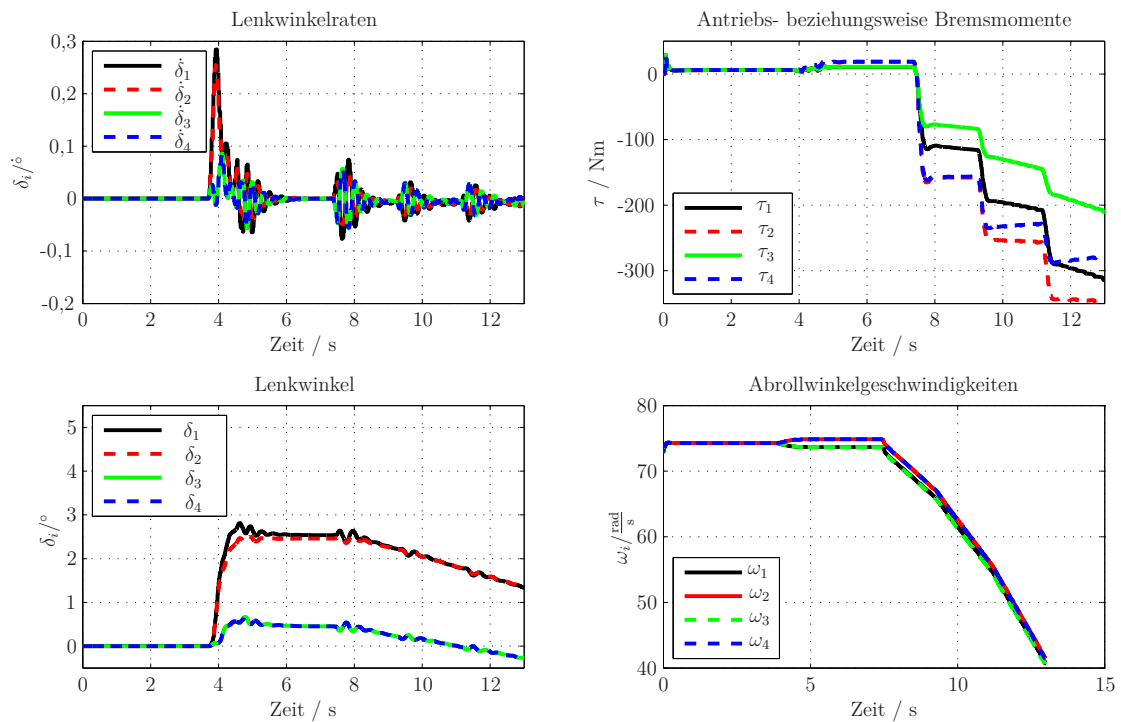 Lenkwinkelraten
0,3
0,2
0,1
0
-0,1
-0,2
δ̇ᵢ/°
δ̇₁
δ̇₂
δ̇₃
δ̇₄
0 2 4 6 8 10 12
Zeit / s
Antriebs- beziehungsweise Bremsmomente
0
-100
-200
-300
τ / Nm
τ₁
τ₂
τ₃
τ₄
0 2 4 6 8 10 12
Zeit / s
Lenkwinkel
5
4
3
2
1
0
δᵢ/°
δ₁
δ₂
δ₃
δ₄
0 2 4 6 8 10 12
Zeit / s
Abrollwinkelgeschwindigkeiten
80
70
60
50
40
ωᵢ/rad/s
ω₁
ω₂
ω₃
ω₄
0 5 10 15
Zeit / s